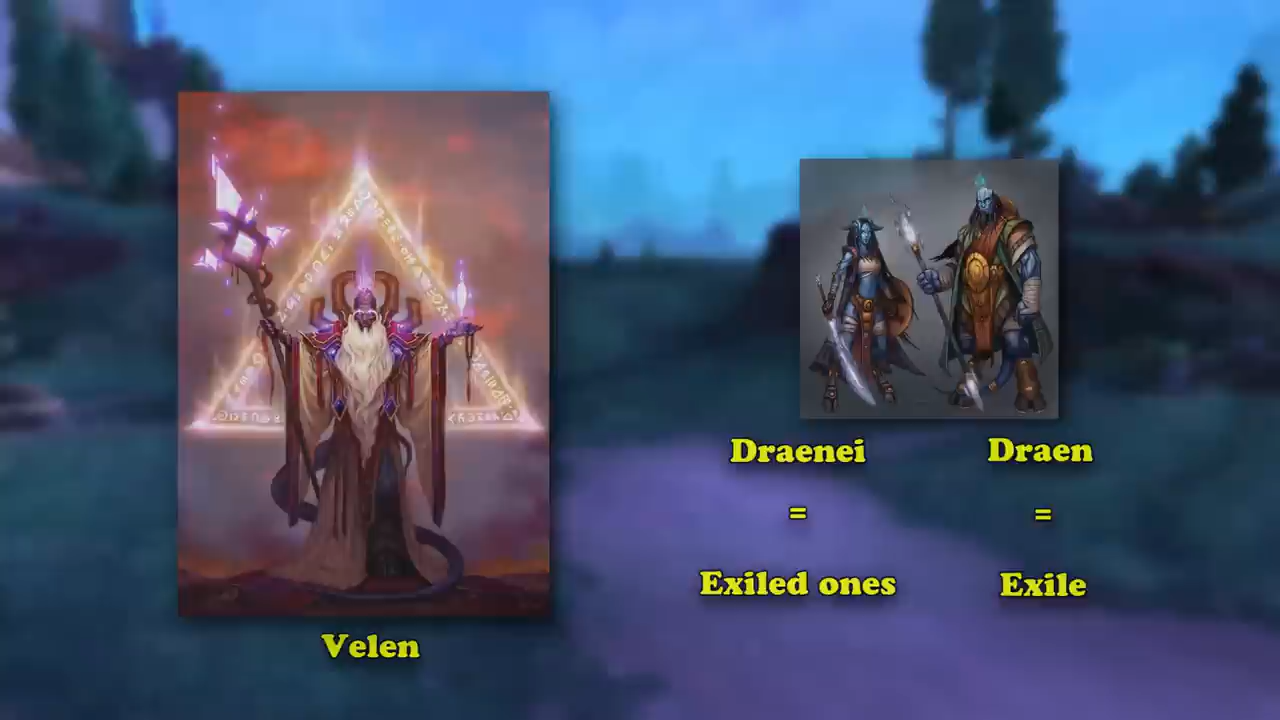 Velen
Draenei
=
Exiled ones
Draen
=
Exile